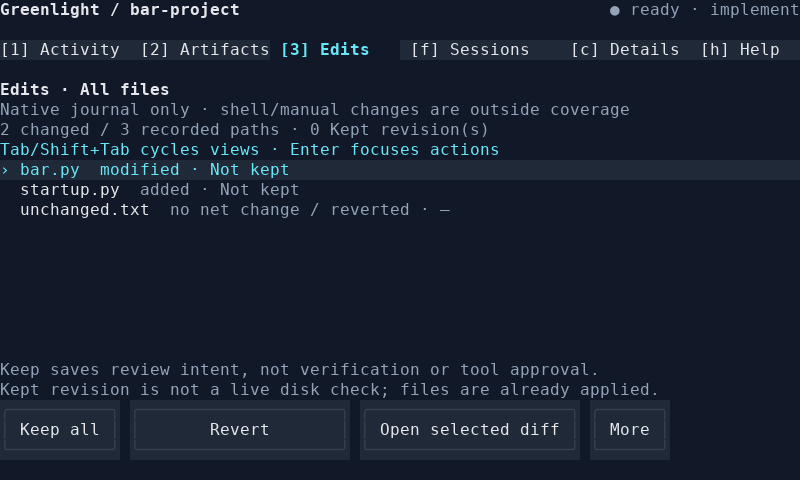 Greenlight / bar-project ● ready · implement
[1] Activity [2] Artifacts [3] Edits [f] Sessions [c] Details [h] Help
Edits · All files
Native journal only · shell/manual changes are outside coverage
2 changed / 3 recorded paths · 0 Kept revision(s)
Tab/Shift+Tab cycles views · Enter focuses actions
› bar.py modified · Not kept
startup.py added · Not kept
unchanged.txt no net change / reverted · —
Keep saves review intent, not verification or tool approval.
Kept revision is not a live disk check; files are already applied.
Keep all Revert Open selected diff More